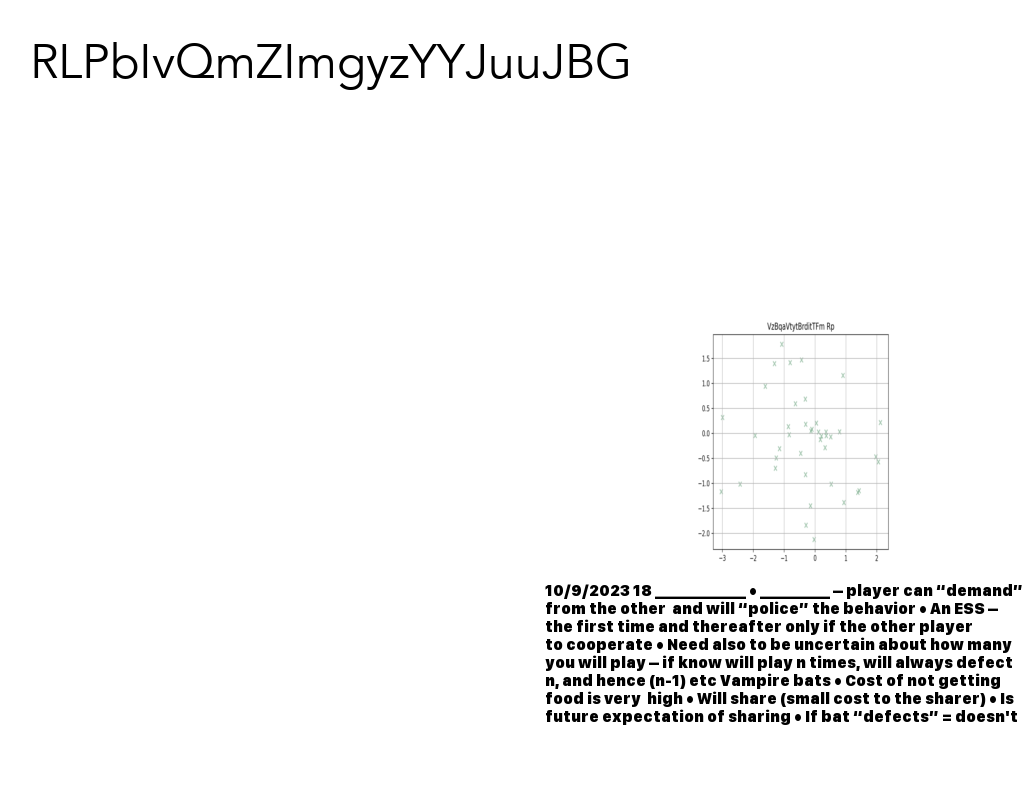 RLPbIvQmZImgyzYYJuuJBG
VzBqaVtytBrditTFm Rp
1.5
1.0
0.5
0.0
−0.5
−1.0
−1.5
−2.0
−3 −2 −1 0 1 2
10/9/2023 18 ___________ • _________ – player can “demand”
from the other and will “police” the behavior • An ESS –
the first time and thereafter only if the other player
to cooperate • Need also to be uncertain about how many
you will play – if know will play n times, will always defect
n, and hence (n-1) etc Vampire bats • Cost of not getting
food is very high • Will share (small cost to the sharer) • Is
future expectation of sharing • If bat “defects” = doesn't